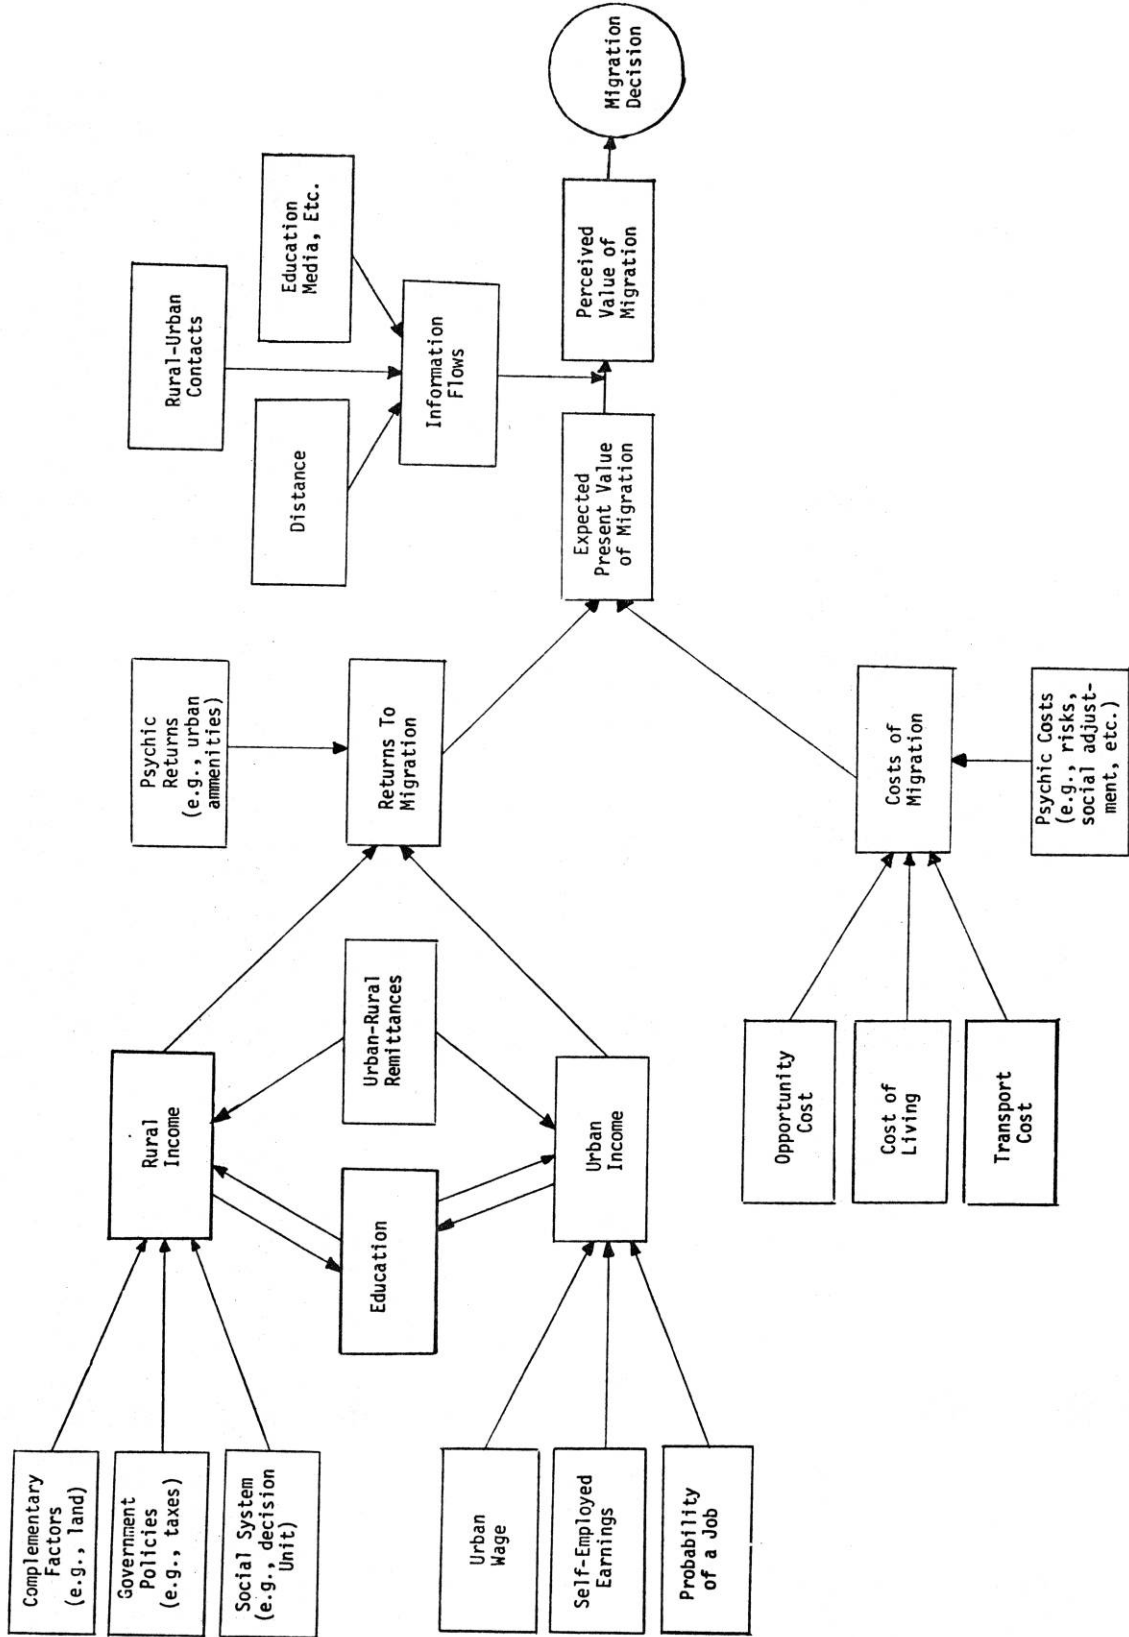 Complementary
Factors
(e.g., land)
Government
Policies
(e.g., taxes)
Social System
(e.g., decision
Unit)
Rural
Income
Education
Urban-Rural
Remittances
Urban
Wage
Self-Employed
Earnings
Probability
of a Job
Urban
Income
Psychic
Returns
(e.g., urban
ammenities)
Returns To
Migration
Opportunity
Cost
Cost of
Living
Transport
Cost
Costs of
Migration
Psychic Costs
(e.g., risks,
social adjust-
ment, etc.)
Distance
Rural-Urban
Contacts
Education
Media, Etc.
Information
Flows
Expected
Present Value
of Migration
Perceived
Value of
Migration
Migration
Decision